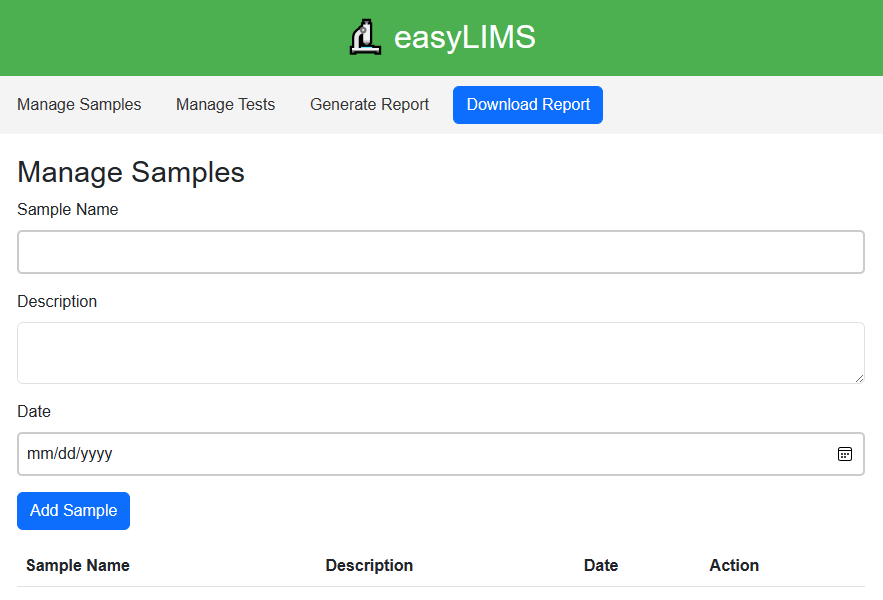 easyLIMS
Manage Samples Manage Tests Generate Report Download Report
Manage Samples
Sample Name
Description
Date
mm/dd/yyyy
Add Sample
Sample Name Description Date Action